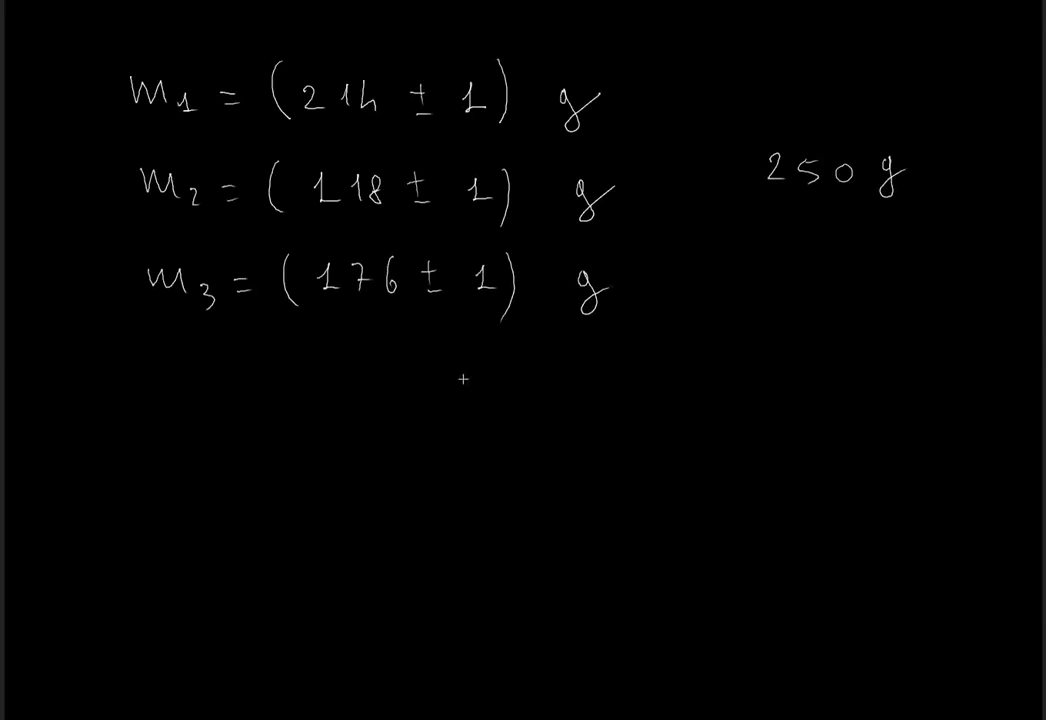 m₁ = (214 ± 1) g
m₂ = (118 ± 1) g
250 g
m₃ = (176 ± 1) g